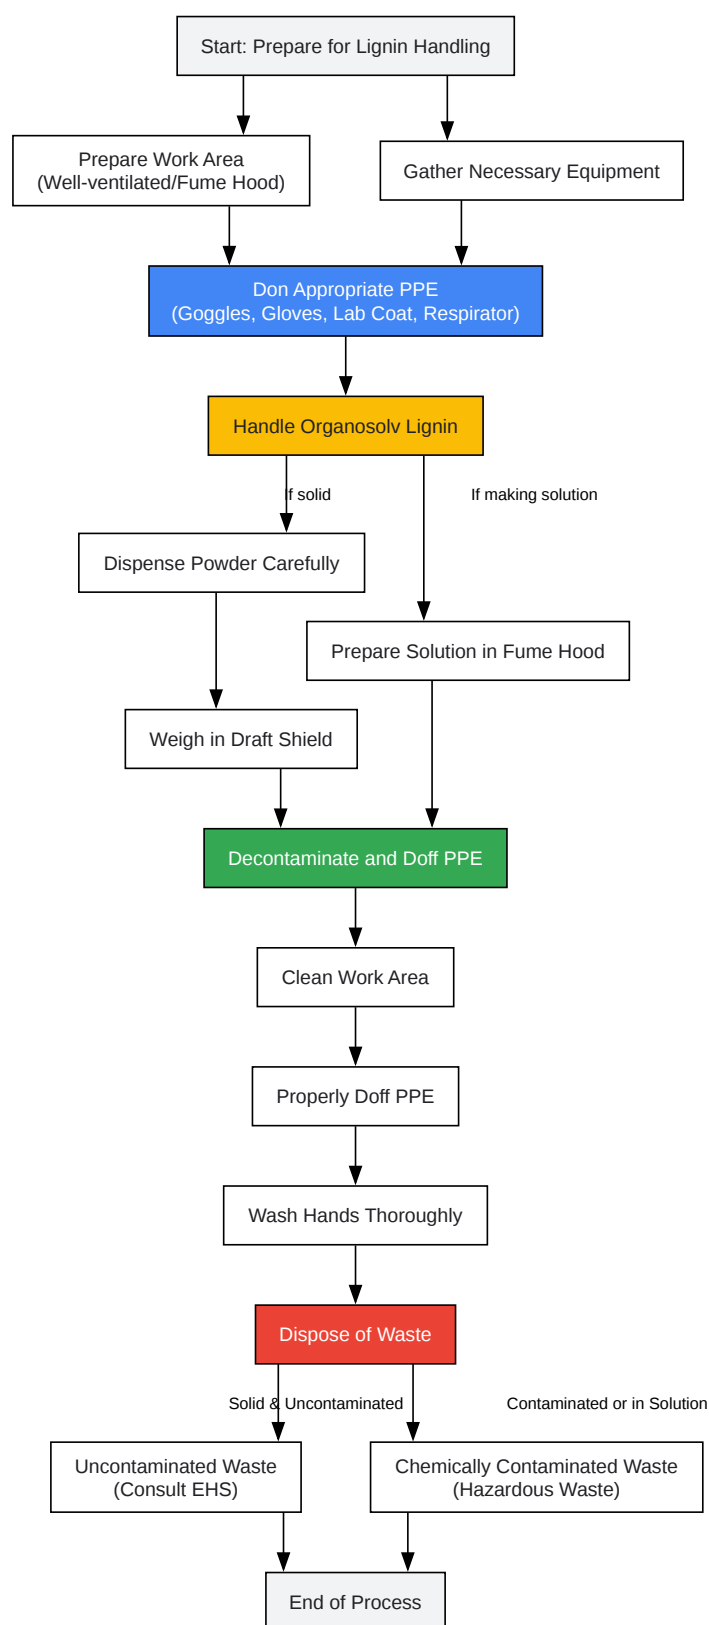 Start: Prepare for Lignin Handling
Prepare Work Area
(Well-ventilated/Fume Hood)
Gather Necessary Equipment
Don Appropriate PPE
(Goggles, Gloves, Lab Coat, Respirator)
Handle Organosolv Lignin
If solid
If making solution
Dispense Powder Carefully
Prepare Solution in Fume Hood
Weigh in Draft Shield
Decontaminate and Doff PPE
Clean Work Area
Properly Doff PPE
Wash Hands Thoroughly
Dispose of Waste
Solid & Uncontaminated
Contaminated or in Solution
Uncontaminated Waste
(Consult EHS)
Chemically Contaminated Waste
(Hazardous Waste)
End of Process